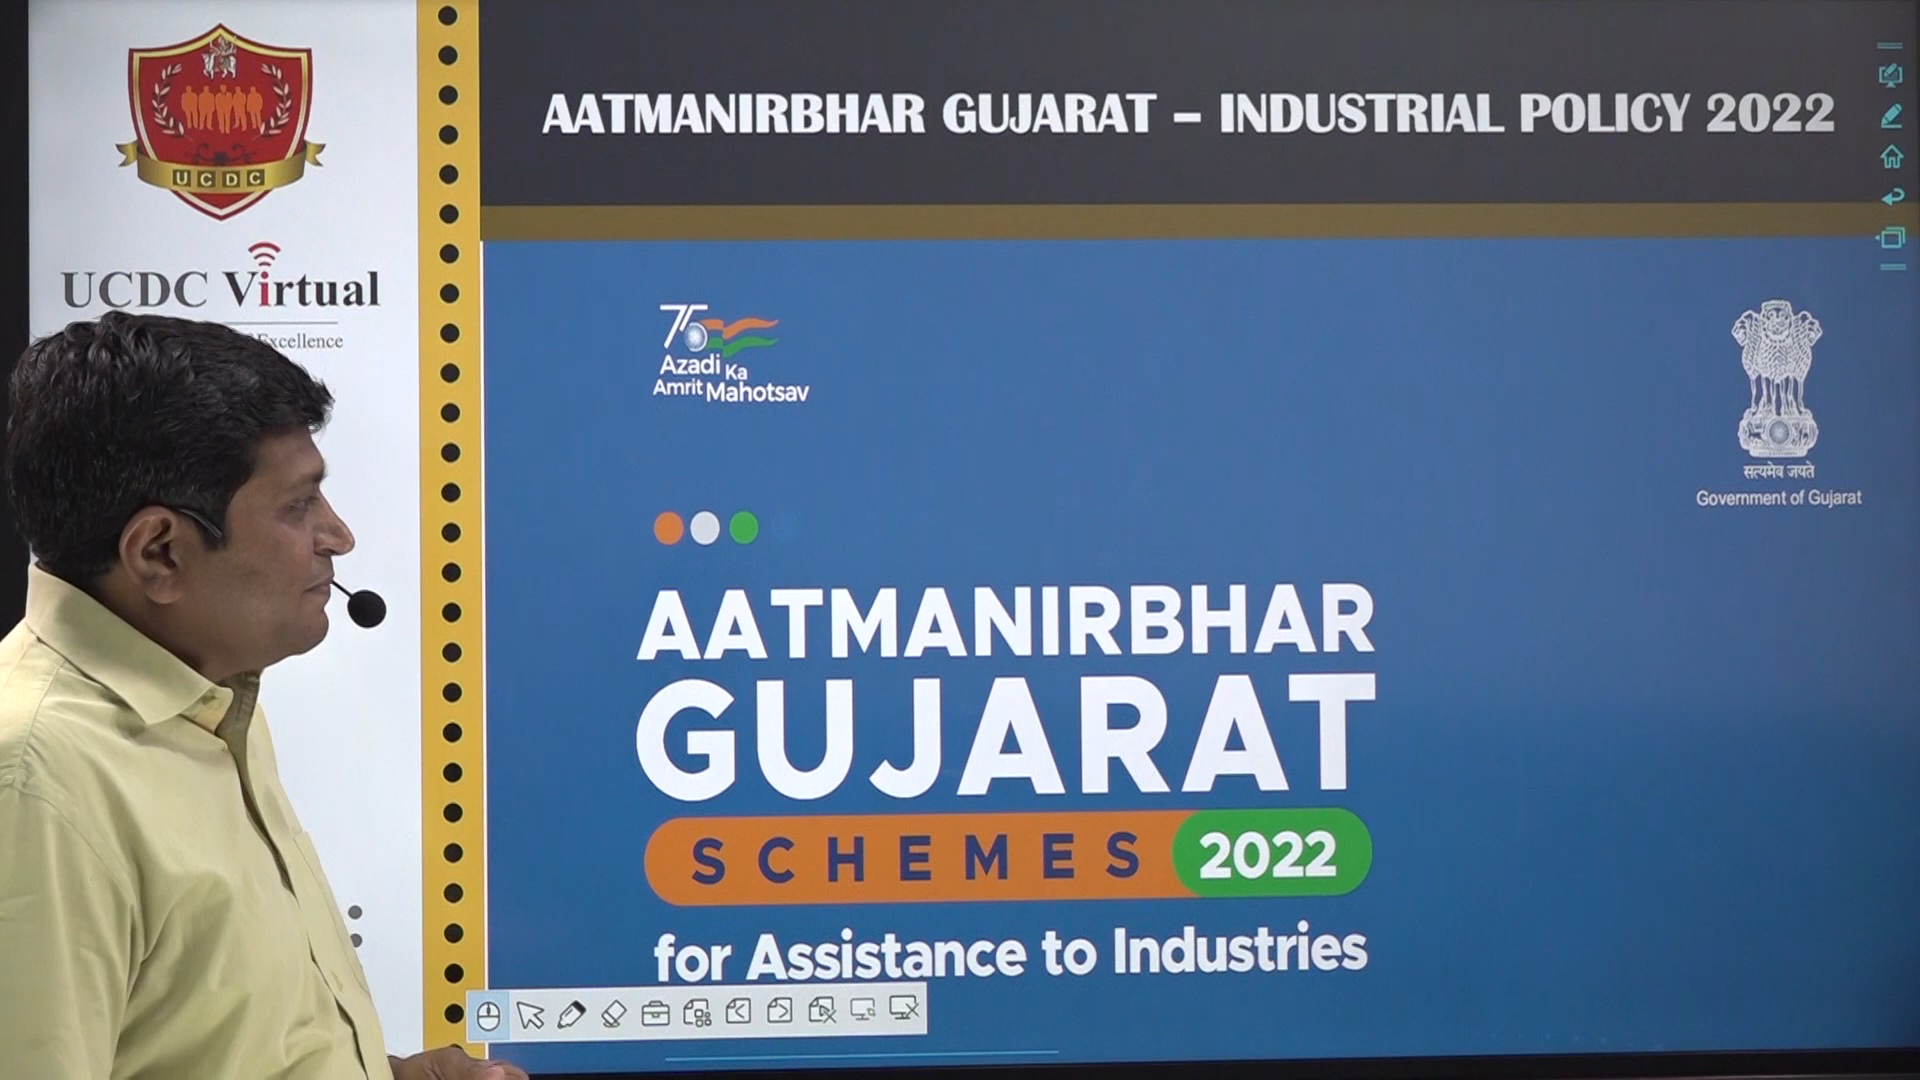 UCDC
UCDC Virtual
Excellence
AATMANIRBHAR GUJARAT – INDUSTRIAL POLICY 2022
75
Azadi Ka
Amrit Mahotsav
सत्यमेव जयते
Government of Gujarat
AATMANIRBHAR
GUJARAT
SCHEMES 2022
for Assistance to Industries